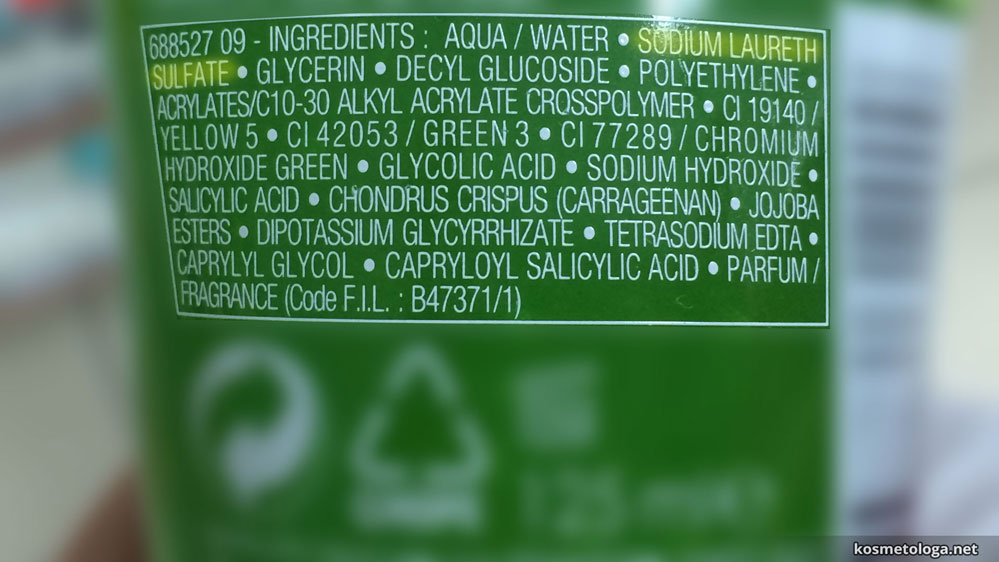 688527 09 - INGREDIENTS : AQUA / WATER • SODIUM LAURETH
SULFATE • GLYCERIN • DECYL GLUCOSIDE • POLYETHYLENE •
ACRYLATES/C10-30 ALKYL ACRYLATE CROSSPOLYMER • CI 19140 /
YELLOW 5 • CI 42053 / GREEN 3 • CI 77289 / CHROMIUM
HYDROXIDE GREEN • GLYCOLIC ACID • SODIUM HYDROXIDE •
SALICYLIC ACID • CHONDRUS CRISPUS (CARRAGEENAN) • JOJOBA
ESTERS • DIPOTASSIUM GLYCYRRHIZATE • TETRASODIUM EDTA •
CAPRYLYL GLYCOL • CAPRYLOYL SALICYLIC ACID • PARFUM /
FRAGRANCE (Code F.I.L. : B47371/1)
kosmetologa.net